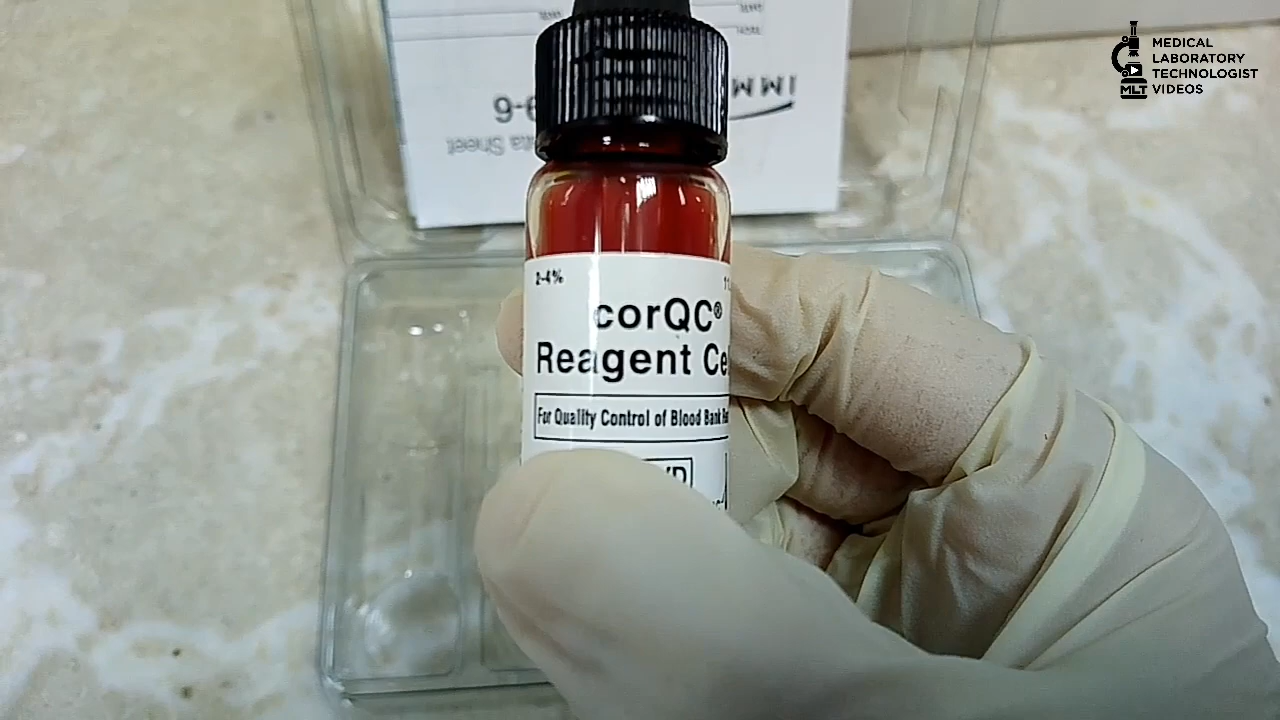 MEDICAL
LABORATORY
TECHNOLOGIST
MLT VIDEOS
2-4%
corQC®
Reagent Ce
For Quality Control of Blood Bank